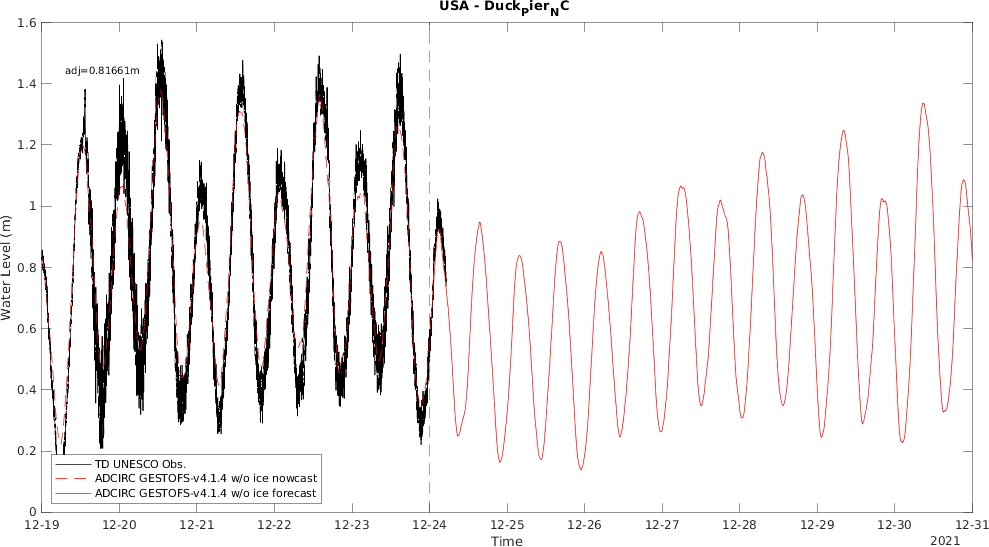 USA - DuckPierNC
1.6
1.4
1.2
1
0.8
0.6
0.4
0.2
0
Water Level (m)
adj=0.81661m
TD UNESCO Obs.
ADCIRC GESTOFS-v4.1.4 w/o ice nowcast
ADCIRC GESTOFS-v4.1.4 w/o ice forecast
12-19 12-20 12-21 12-22 12-23 12-24 12-25 12-26 12-27 12-28 12-29 12-30 12-31
Time
2021